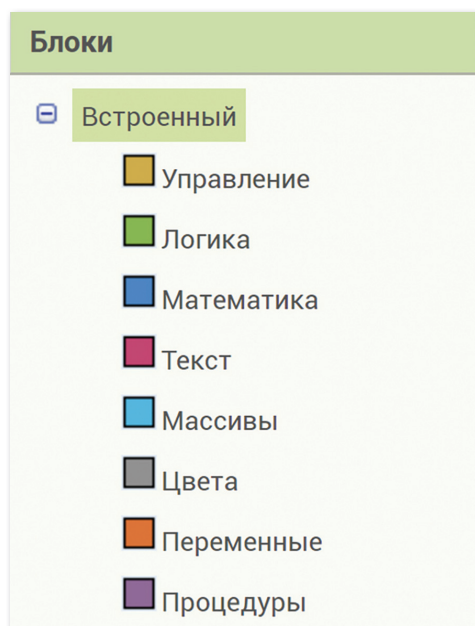 Блоки
Встроенный
Управление
Логика
Математика
Текст
Массивы
Цвета
Переменные
Процедуры